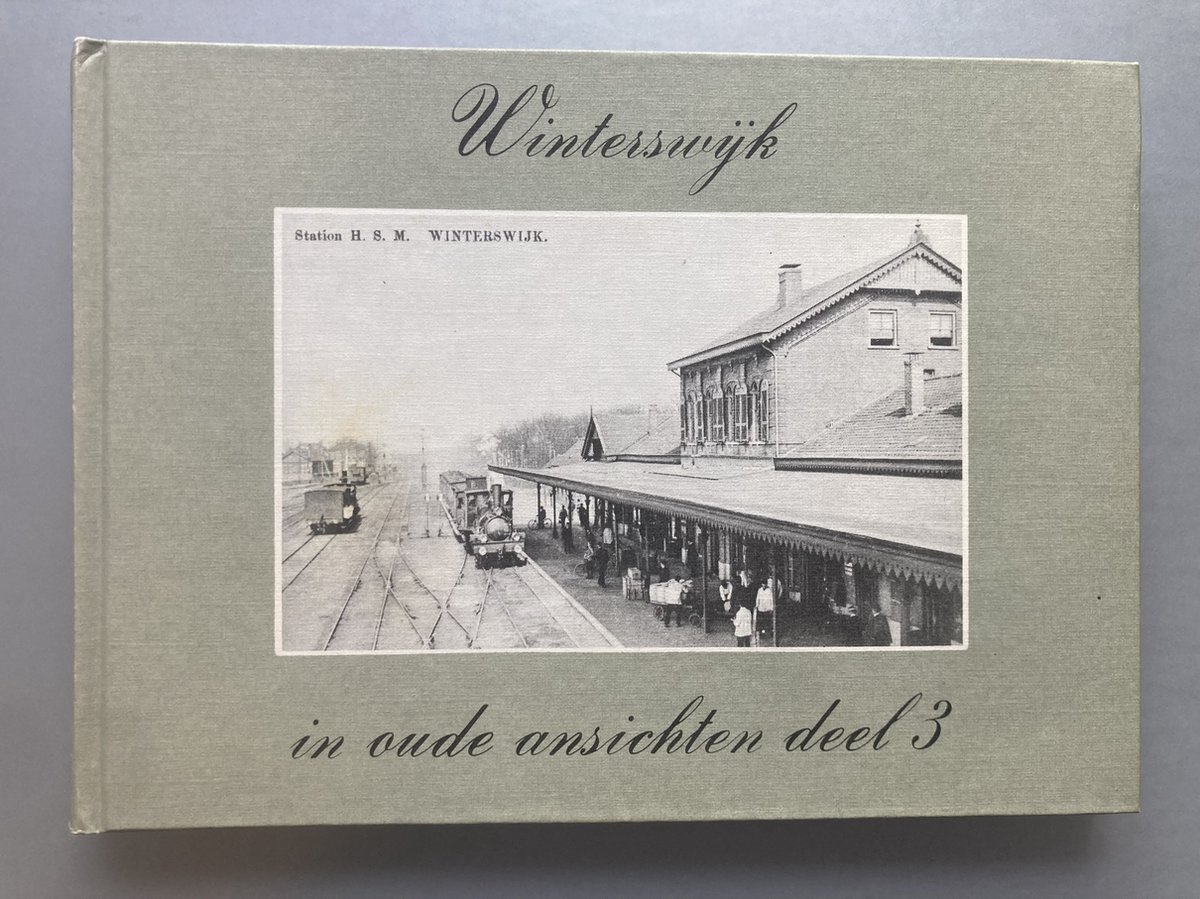 Winterswijk
Station H. S. M. WINTERSWIJK.
in oude ansichten deel 3